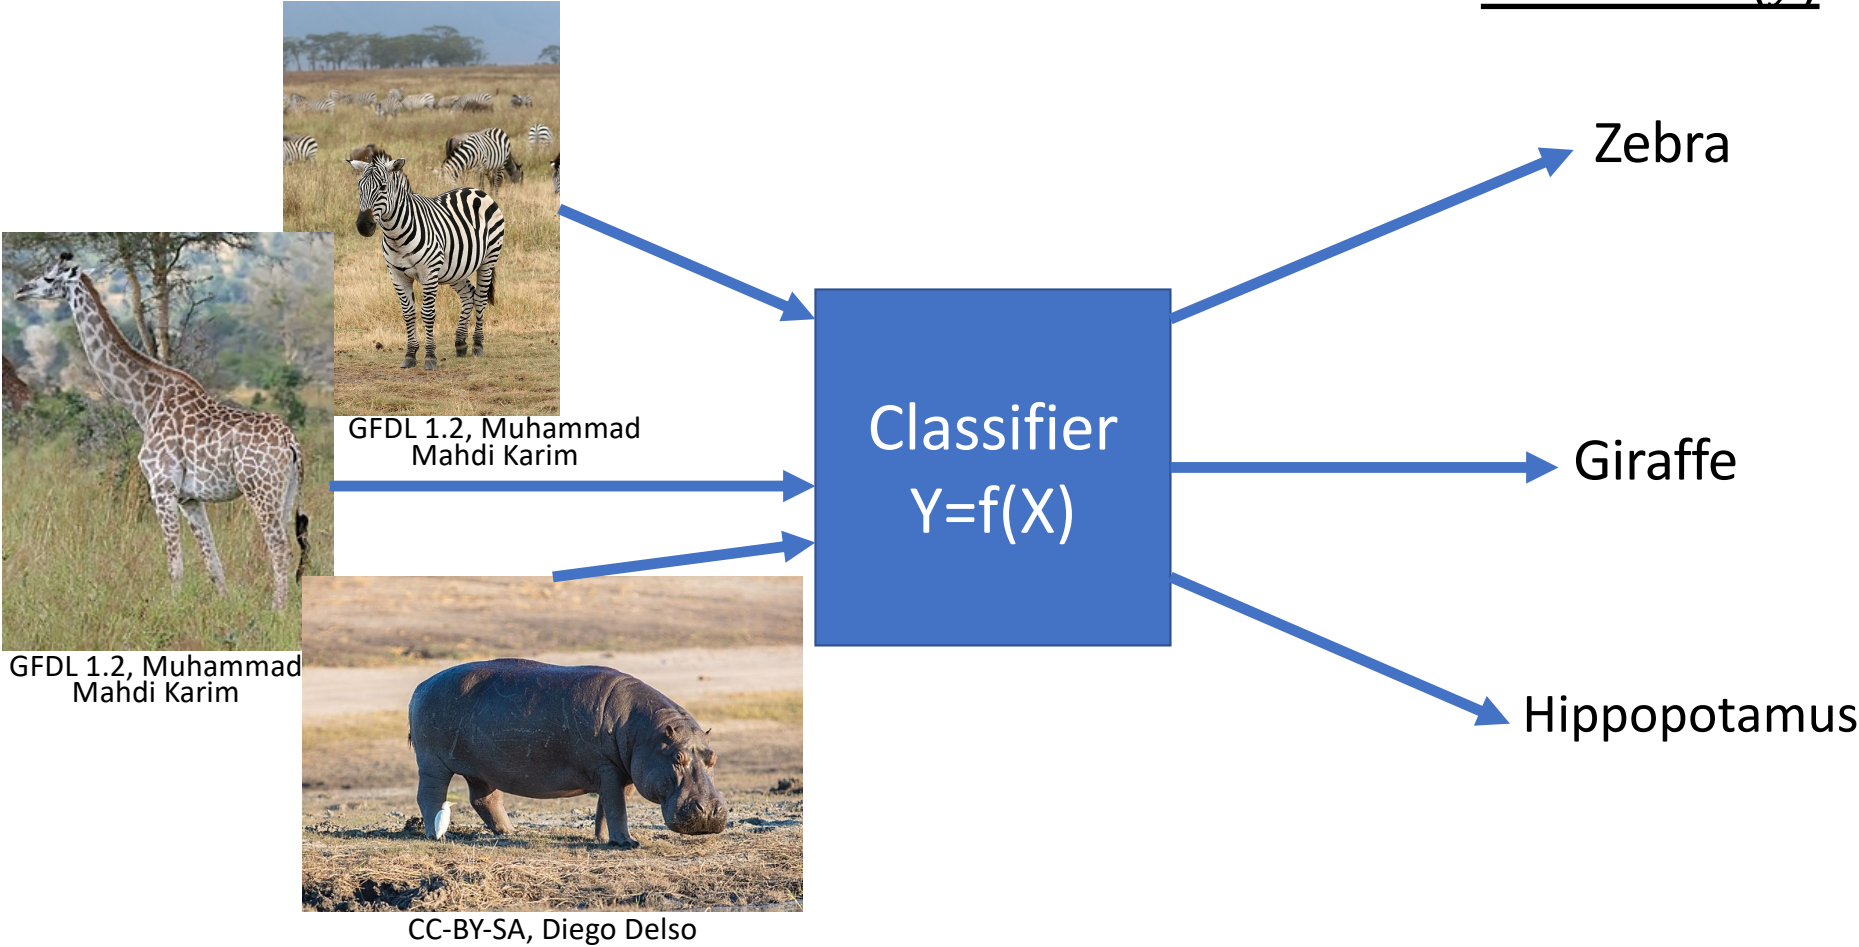 Zebra
GFDL 1.2, Muhammad
Mahdi Karim
Classifier
Y=f(X)
Giraffe
GFDL 1.2, Muhammad
Mahdi Karim
Hippopotamus
CC-BY-SA, Diego Delso